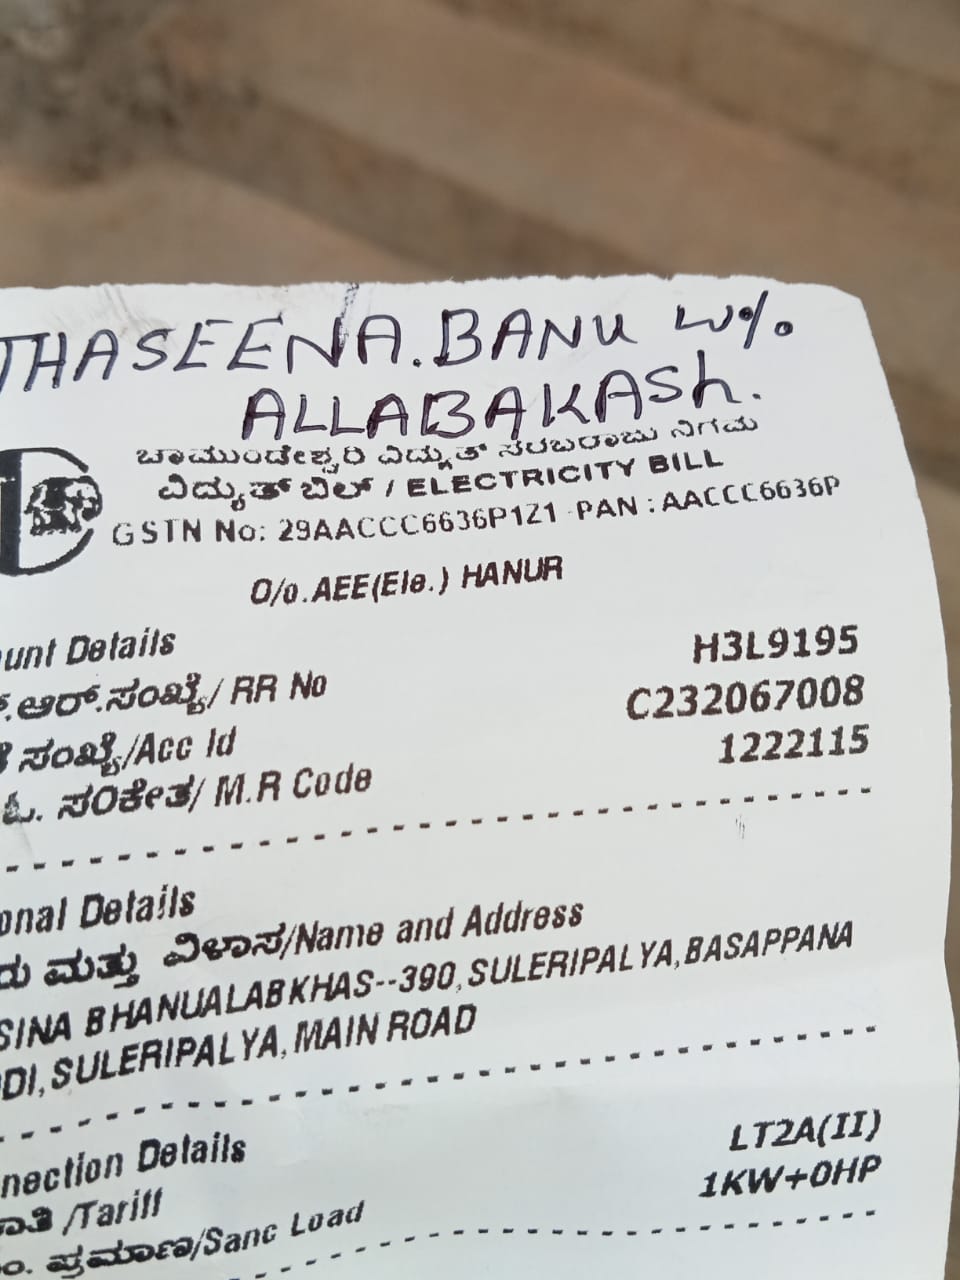 THASEENA.BANU W%
ALLABAKASh.
ಚಾಮುಂಡೇಶ್ವರಿ ವಿದ್ಯುತ್ ಸರಬರಾಜು ನಿಗಮ
ವಿದ್ಯುತ್ ಬಿಲ್ / ELECTRICITY BILL
GSTN No: 29AACCC6636P1Z1 PAN : AACCC6636P
O/o.AEE(Ele.) HANUR
unt Details
.ಆರ್.ಸಂಖ್ಯೆ/ RR No H3L9195
ಸಂಖ್ಯೆ/Acc Id C232067008
ಓ. ಸಂಕೇತ/ M.R Code 1222115
onal Details
ರು ಮತ್ತು ವಿಳಾಸ/Name and Address
SINA BHANUALABKHAS--390,SULERIPALYA,BASAPPANA
DI,SULERIPALYA,MAIN ROAD
nection Details
ಾತಿ /Tariff LT2A(II)
ಂ. ಪ್ರಮಾಣ/Sanc Load 1KW+0HP